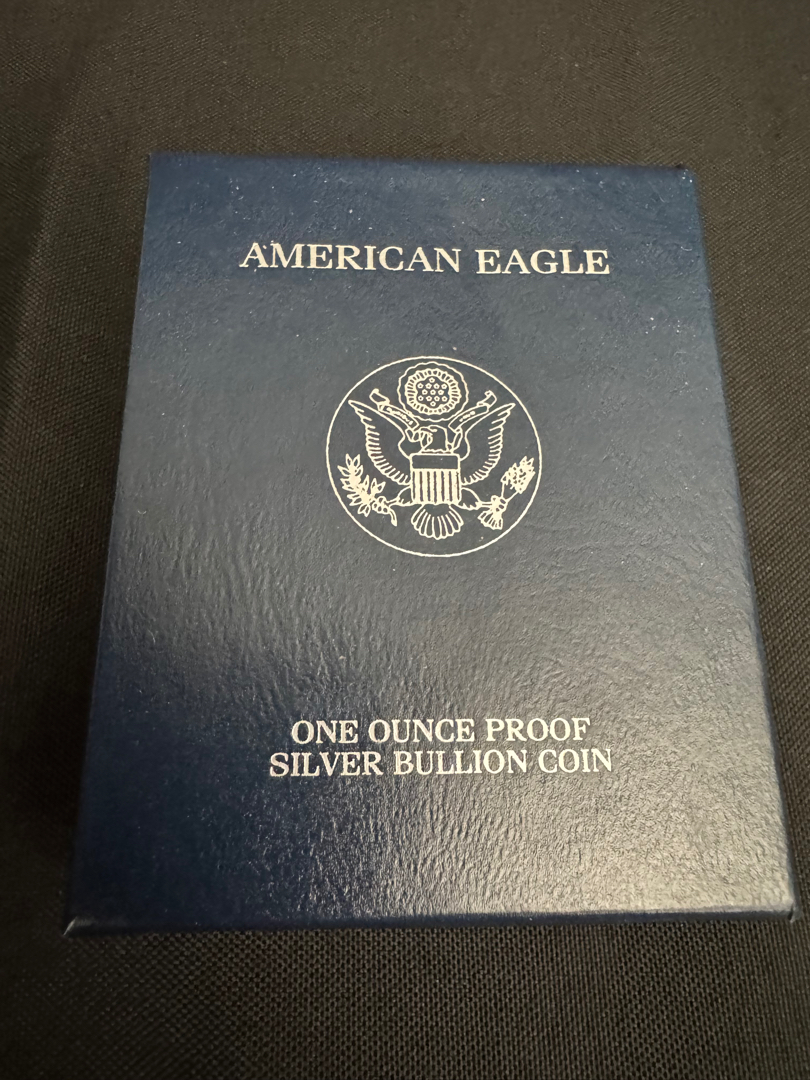 AMERICAN EAGLE
ONE OUNCE PROOF
SILVER BULLION COIN